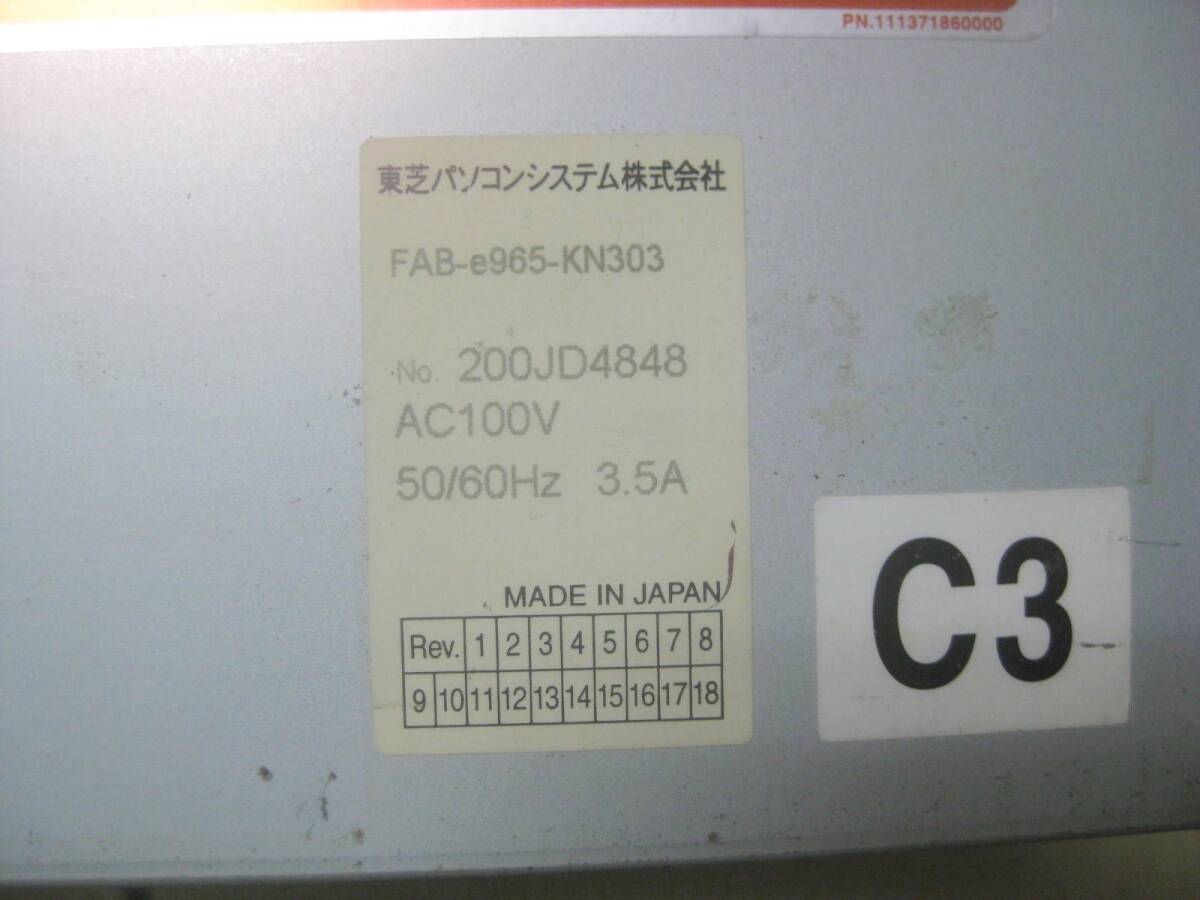 PN.111371860000
東芝パソコンシステム株式会社
FAB-e965-KN303
No. 200JD4848
AC100V
50/60Hz 3.5A
MADE IN JAPAN
Rev. 1 2 3 4 5 6 7 8
9 10 11 12 13 14 15 16 17 18
C3